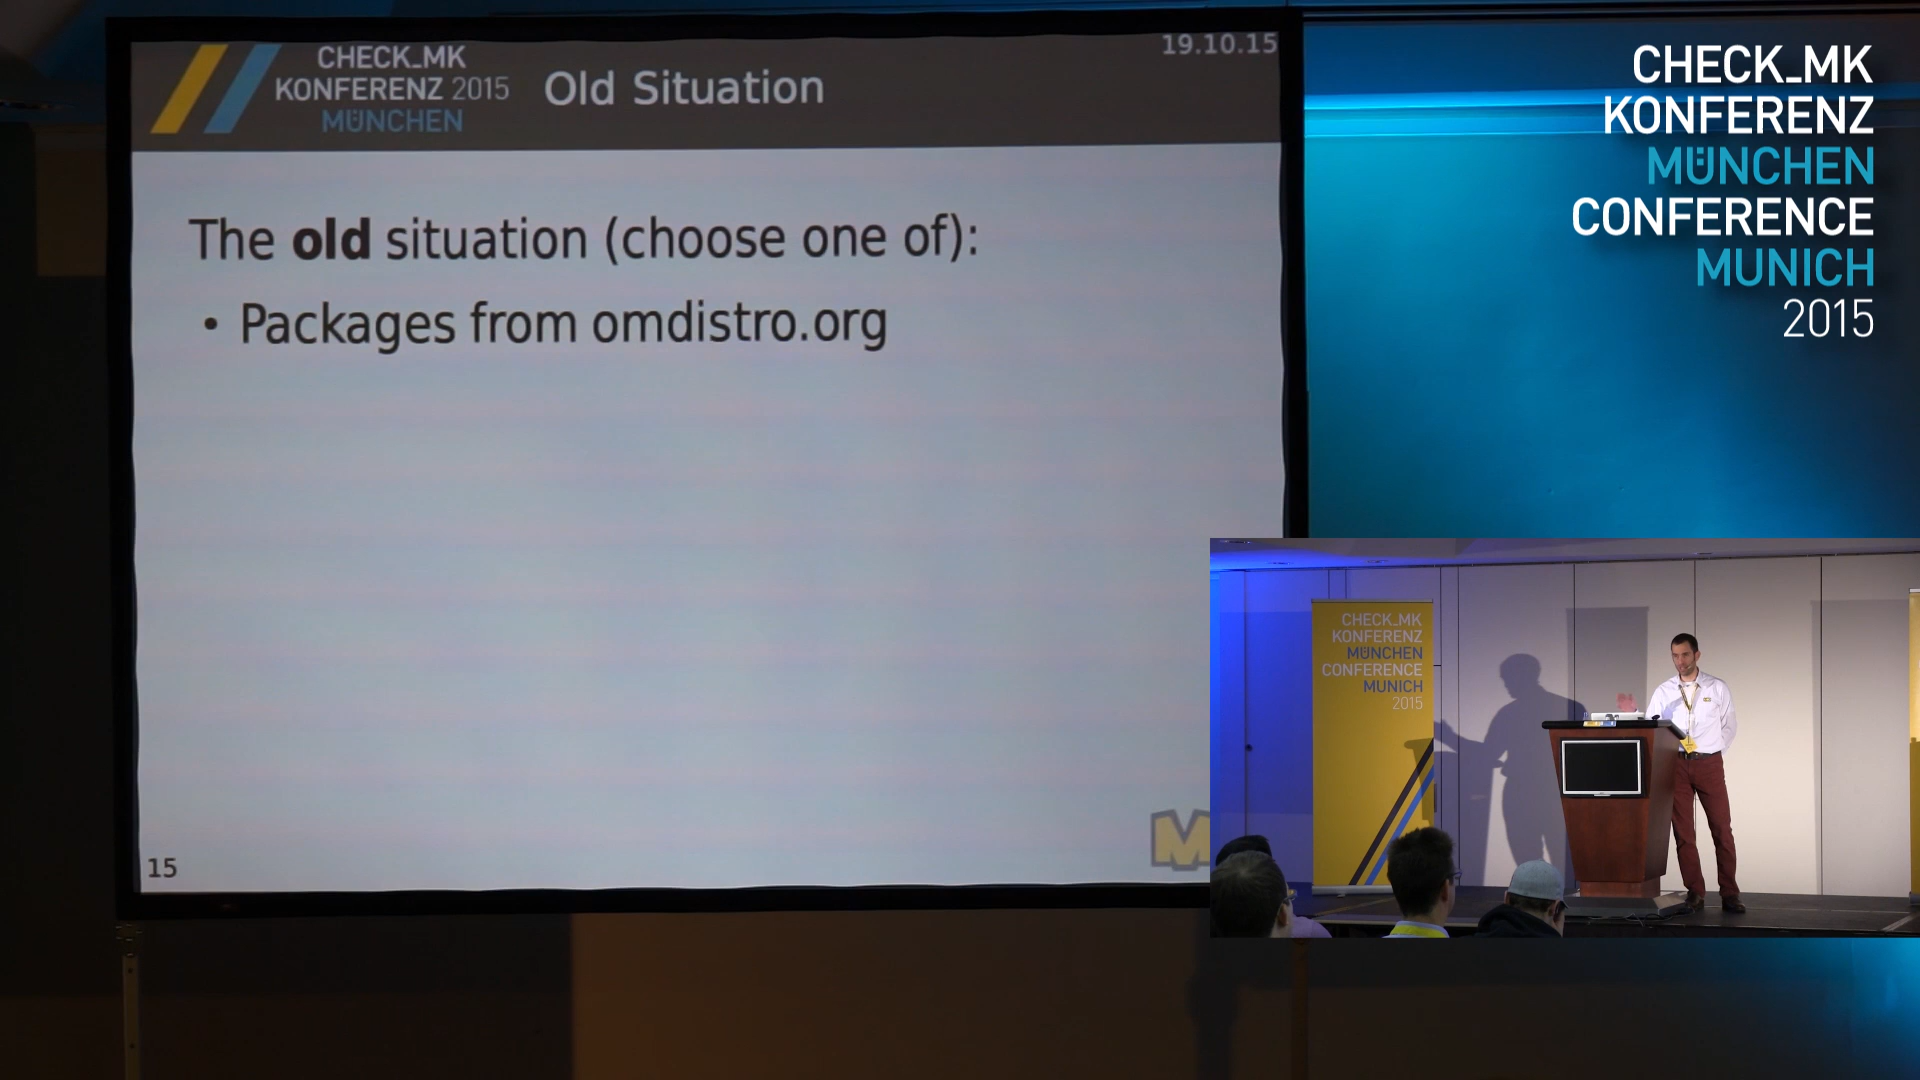 CHECK_MK
KONFERENZ 2015
MÜNCHEN
Old Situation
19.10.15
The old situation (choose one of):
• Packages from omdistro.org
15
M
CHECK_MK
KONFERENZ
MÜNCHEN
CONFERENCE
MUNICH
2015
CHECK_MK
KONFERENZ
MÜNCHEN
CONFERENCE
MUNICH
2015